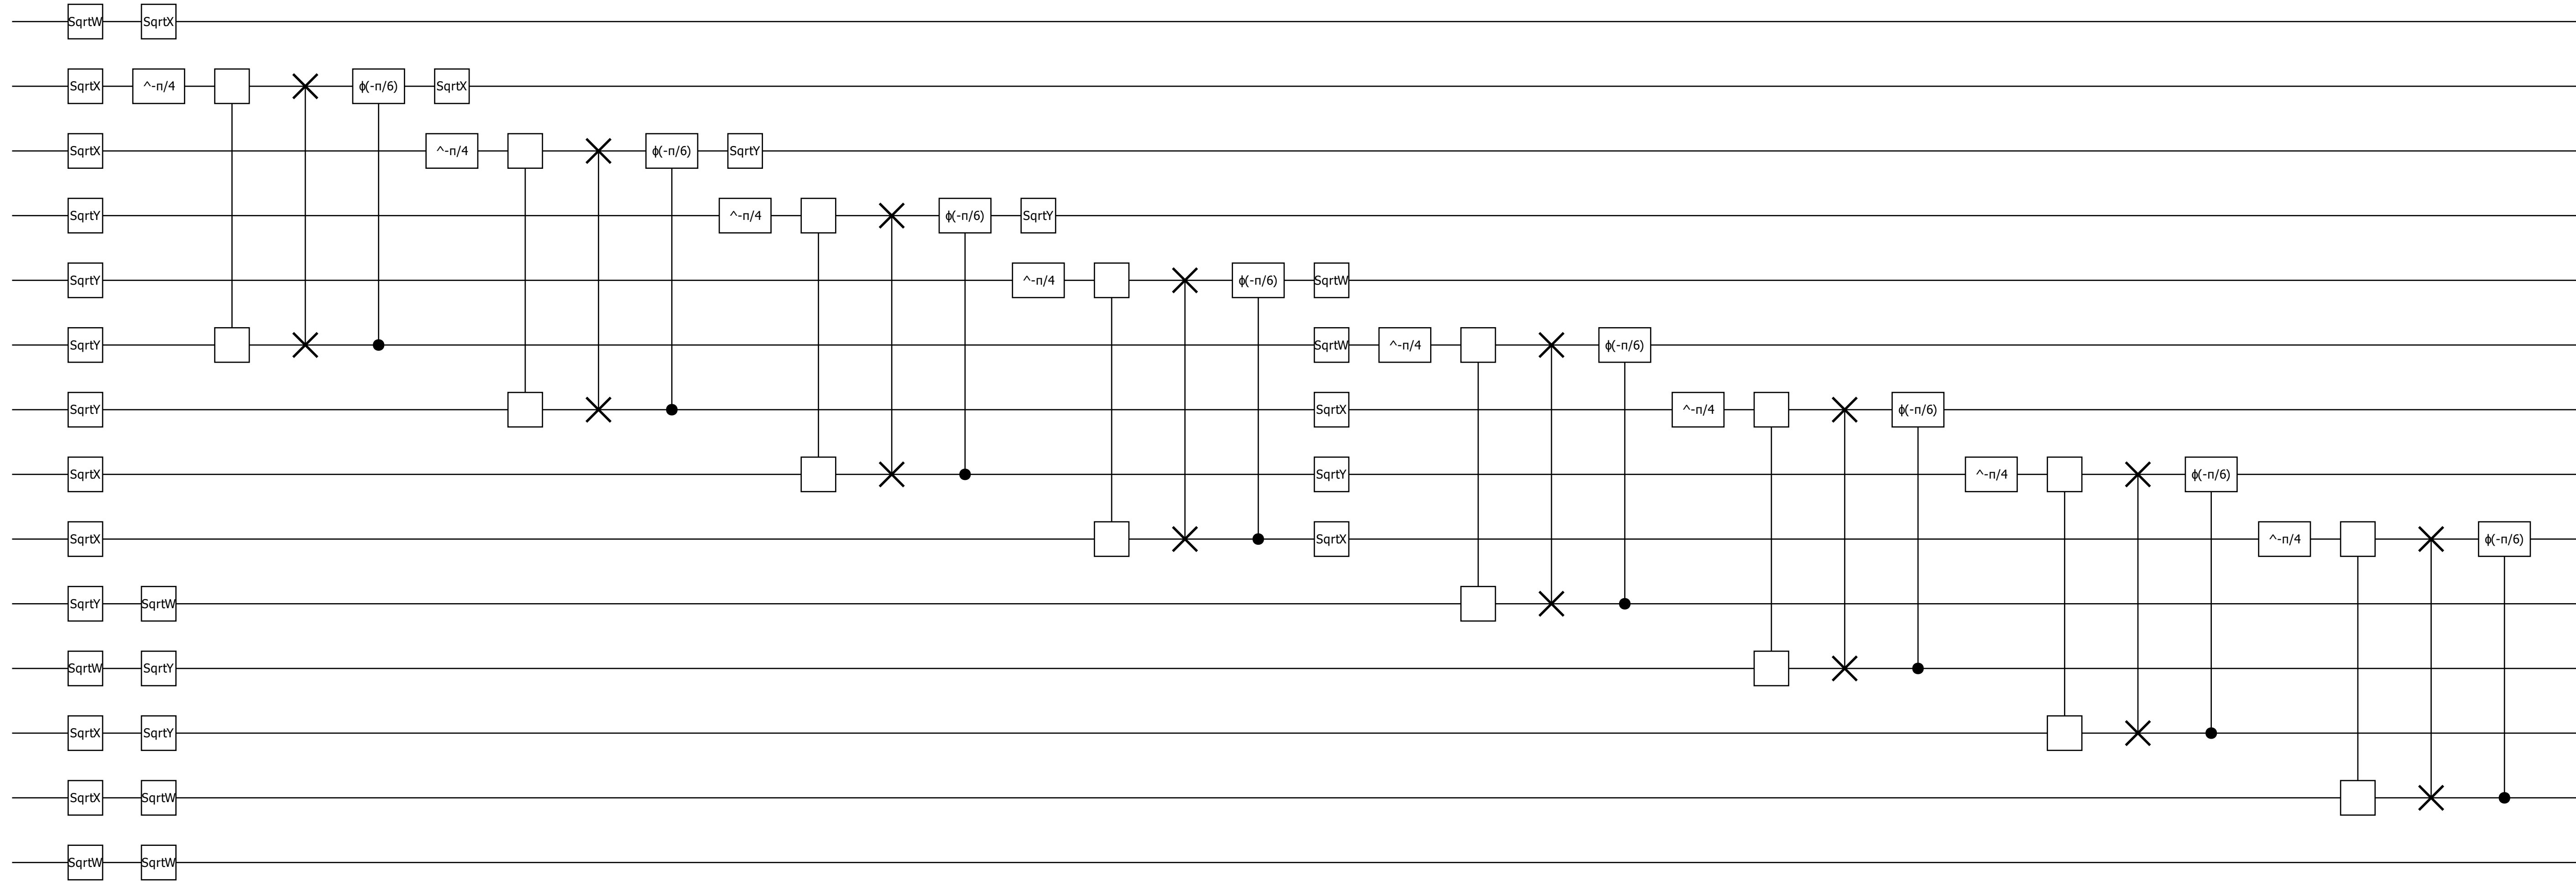 SqrtW SqrtX
SqrtX ^-π/4 ϕ(-π/6) SqrtX
SqrtX ^-π/4 ϕ(-π/6) SqrtY
SqrtY ^-π/4 ϕ(-π/6) SqrtY
SqrtY ^-π/4 ϕ(-π/6) SqrtW
SqrtY SqrtW ^-π/4 ϕ(-π/6)
SqrtY SqrtX ^-π/4 ϕ(-π/6)
SqrtX SqrtY ^-π/4 ϕ(-π/6)
SqrtX SqrtX ^-π/4 ϕ(-π/6)
SqrtY SqrtW
SqrtW SqrtY
SqrtX SqrtY
SqrtX SqrtW
SqrtW SqrtW